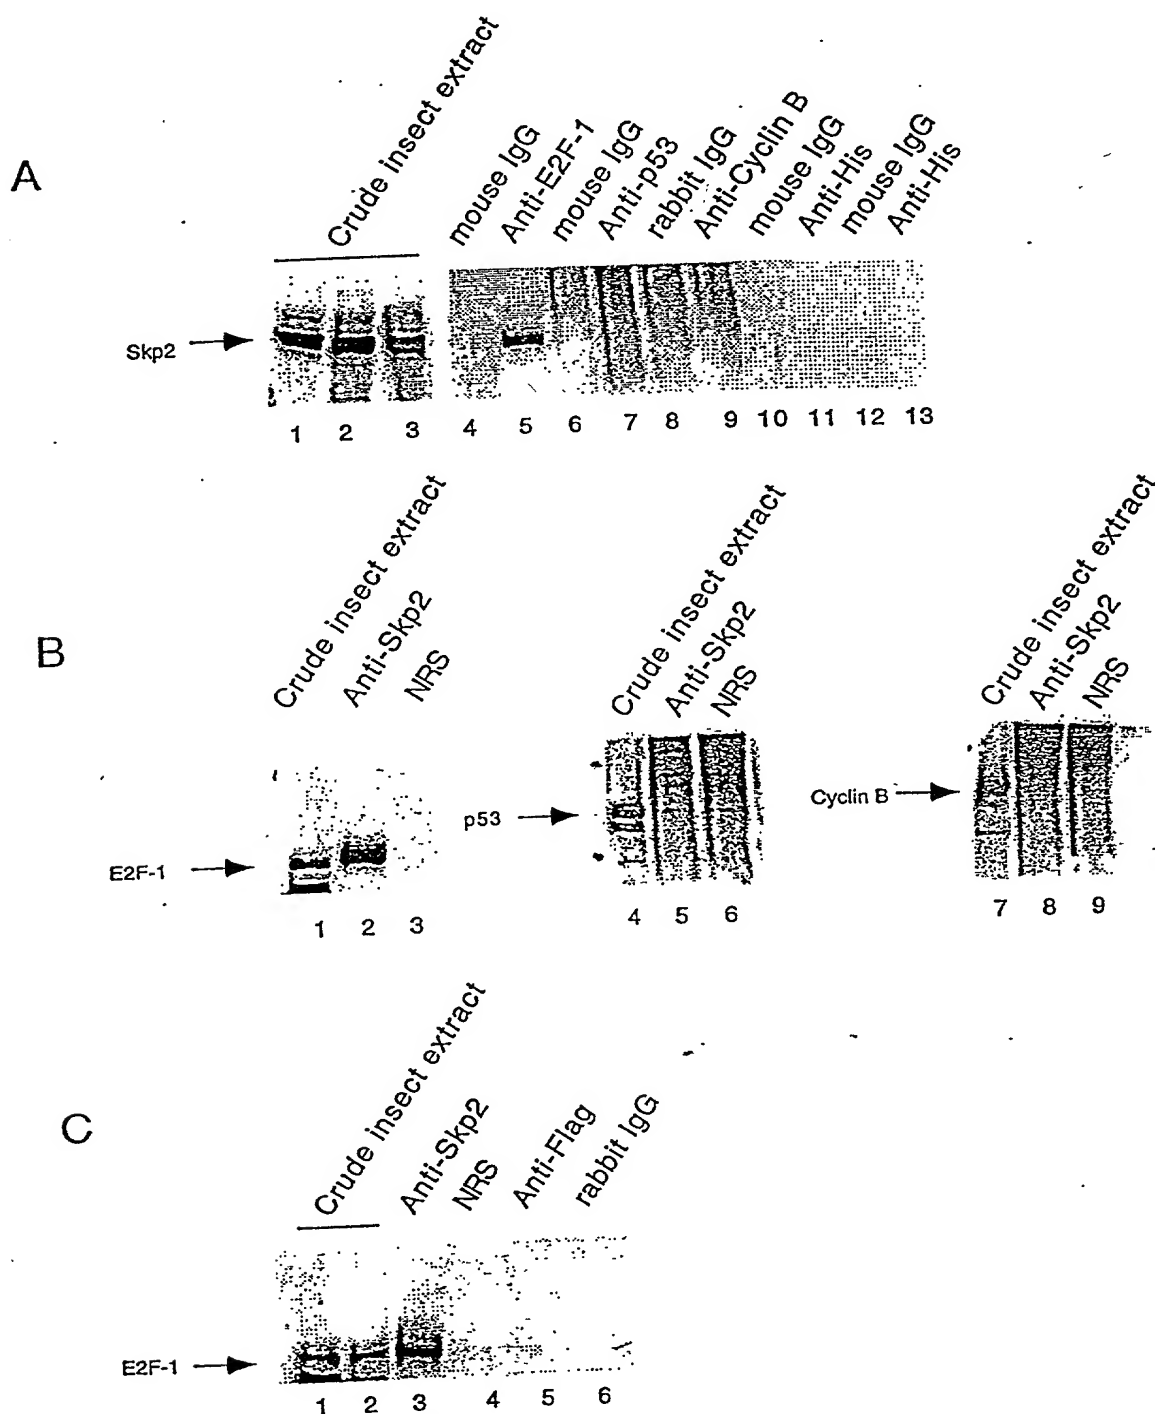 A
Crude insect extract
mouse IgG
Anti-E2F-1
mouse IgG
Anti-p53
rabbit IgG
Anti-Cyclin B
mouse IgG
Anti-His
mouse IgG
Anti-His
Skp2
1 2 3 4 5 6 7 8 9 10 11 12 13
B
Crude insect extract
Anti-Skp2
NRS
E2F-1
1 2 3
Crude insect extract
Anti-Skp2
NRS
p53
4 5 6
Crude insect extract
Anti-Skp2
NRS
Cyclin B
7 8 9
C
Crude insect extract
Anti-Skp2
NRS
Anti-Flag
rabbit IgG
E2F-1
1 2 3 4 5 6